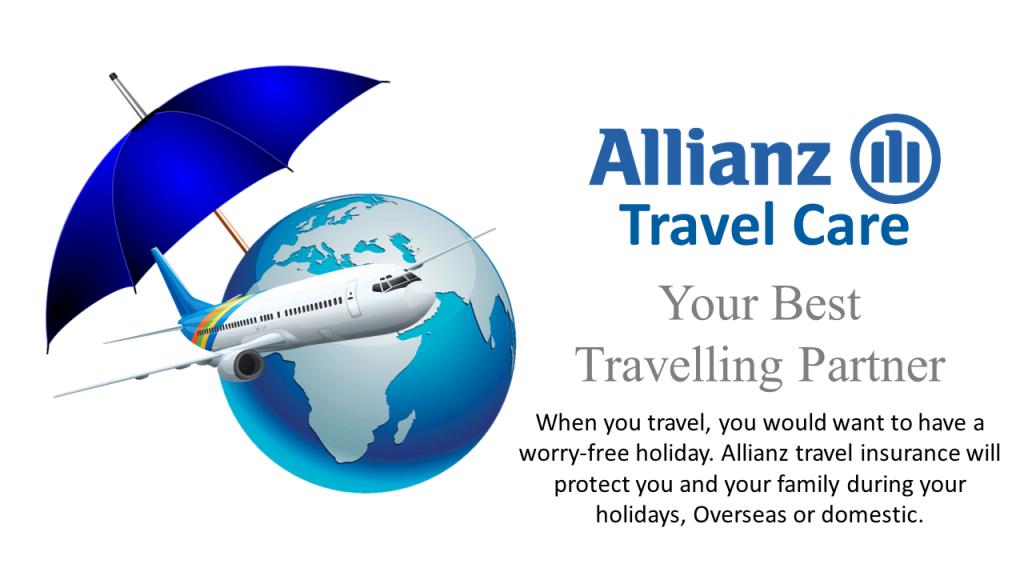 Allianz
Travel Care
Your Best
Travelling Partner
When you travel, you would want to have a
worry-free holiday. Allianz travel insurance will
protect you and your family during your
holidays, Overseas or domestic.